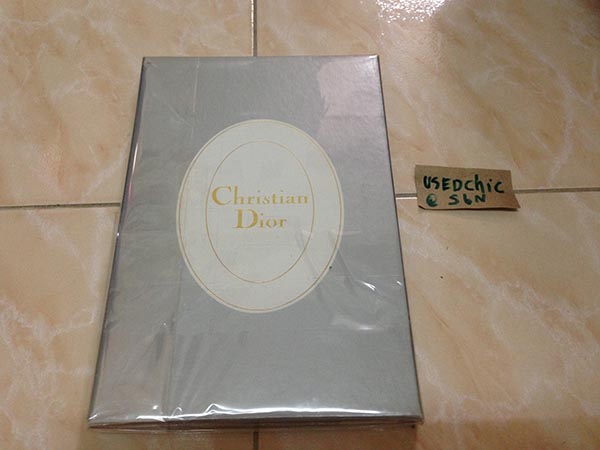 Christian
Dior
USEDchic
@ SbN